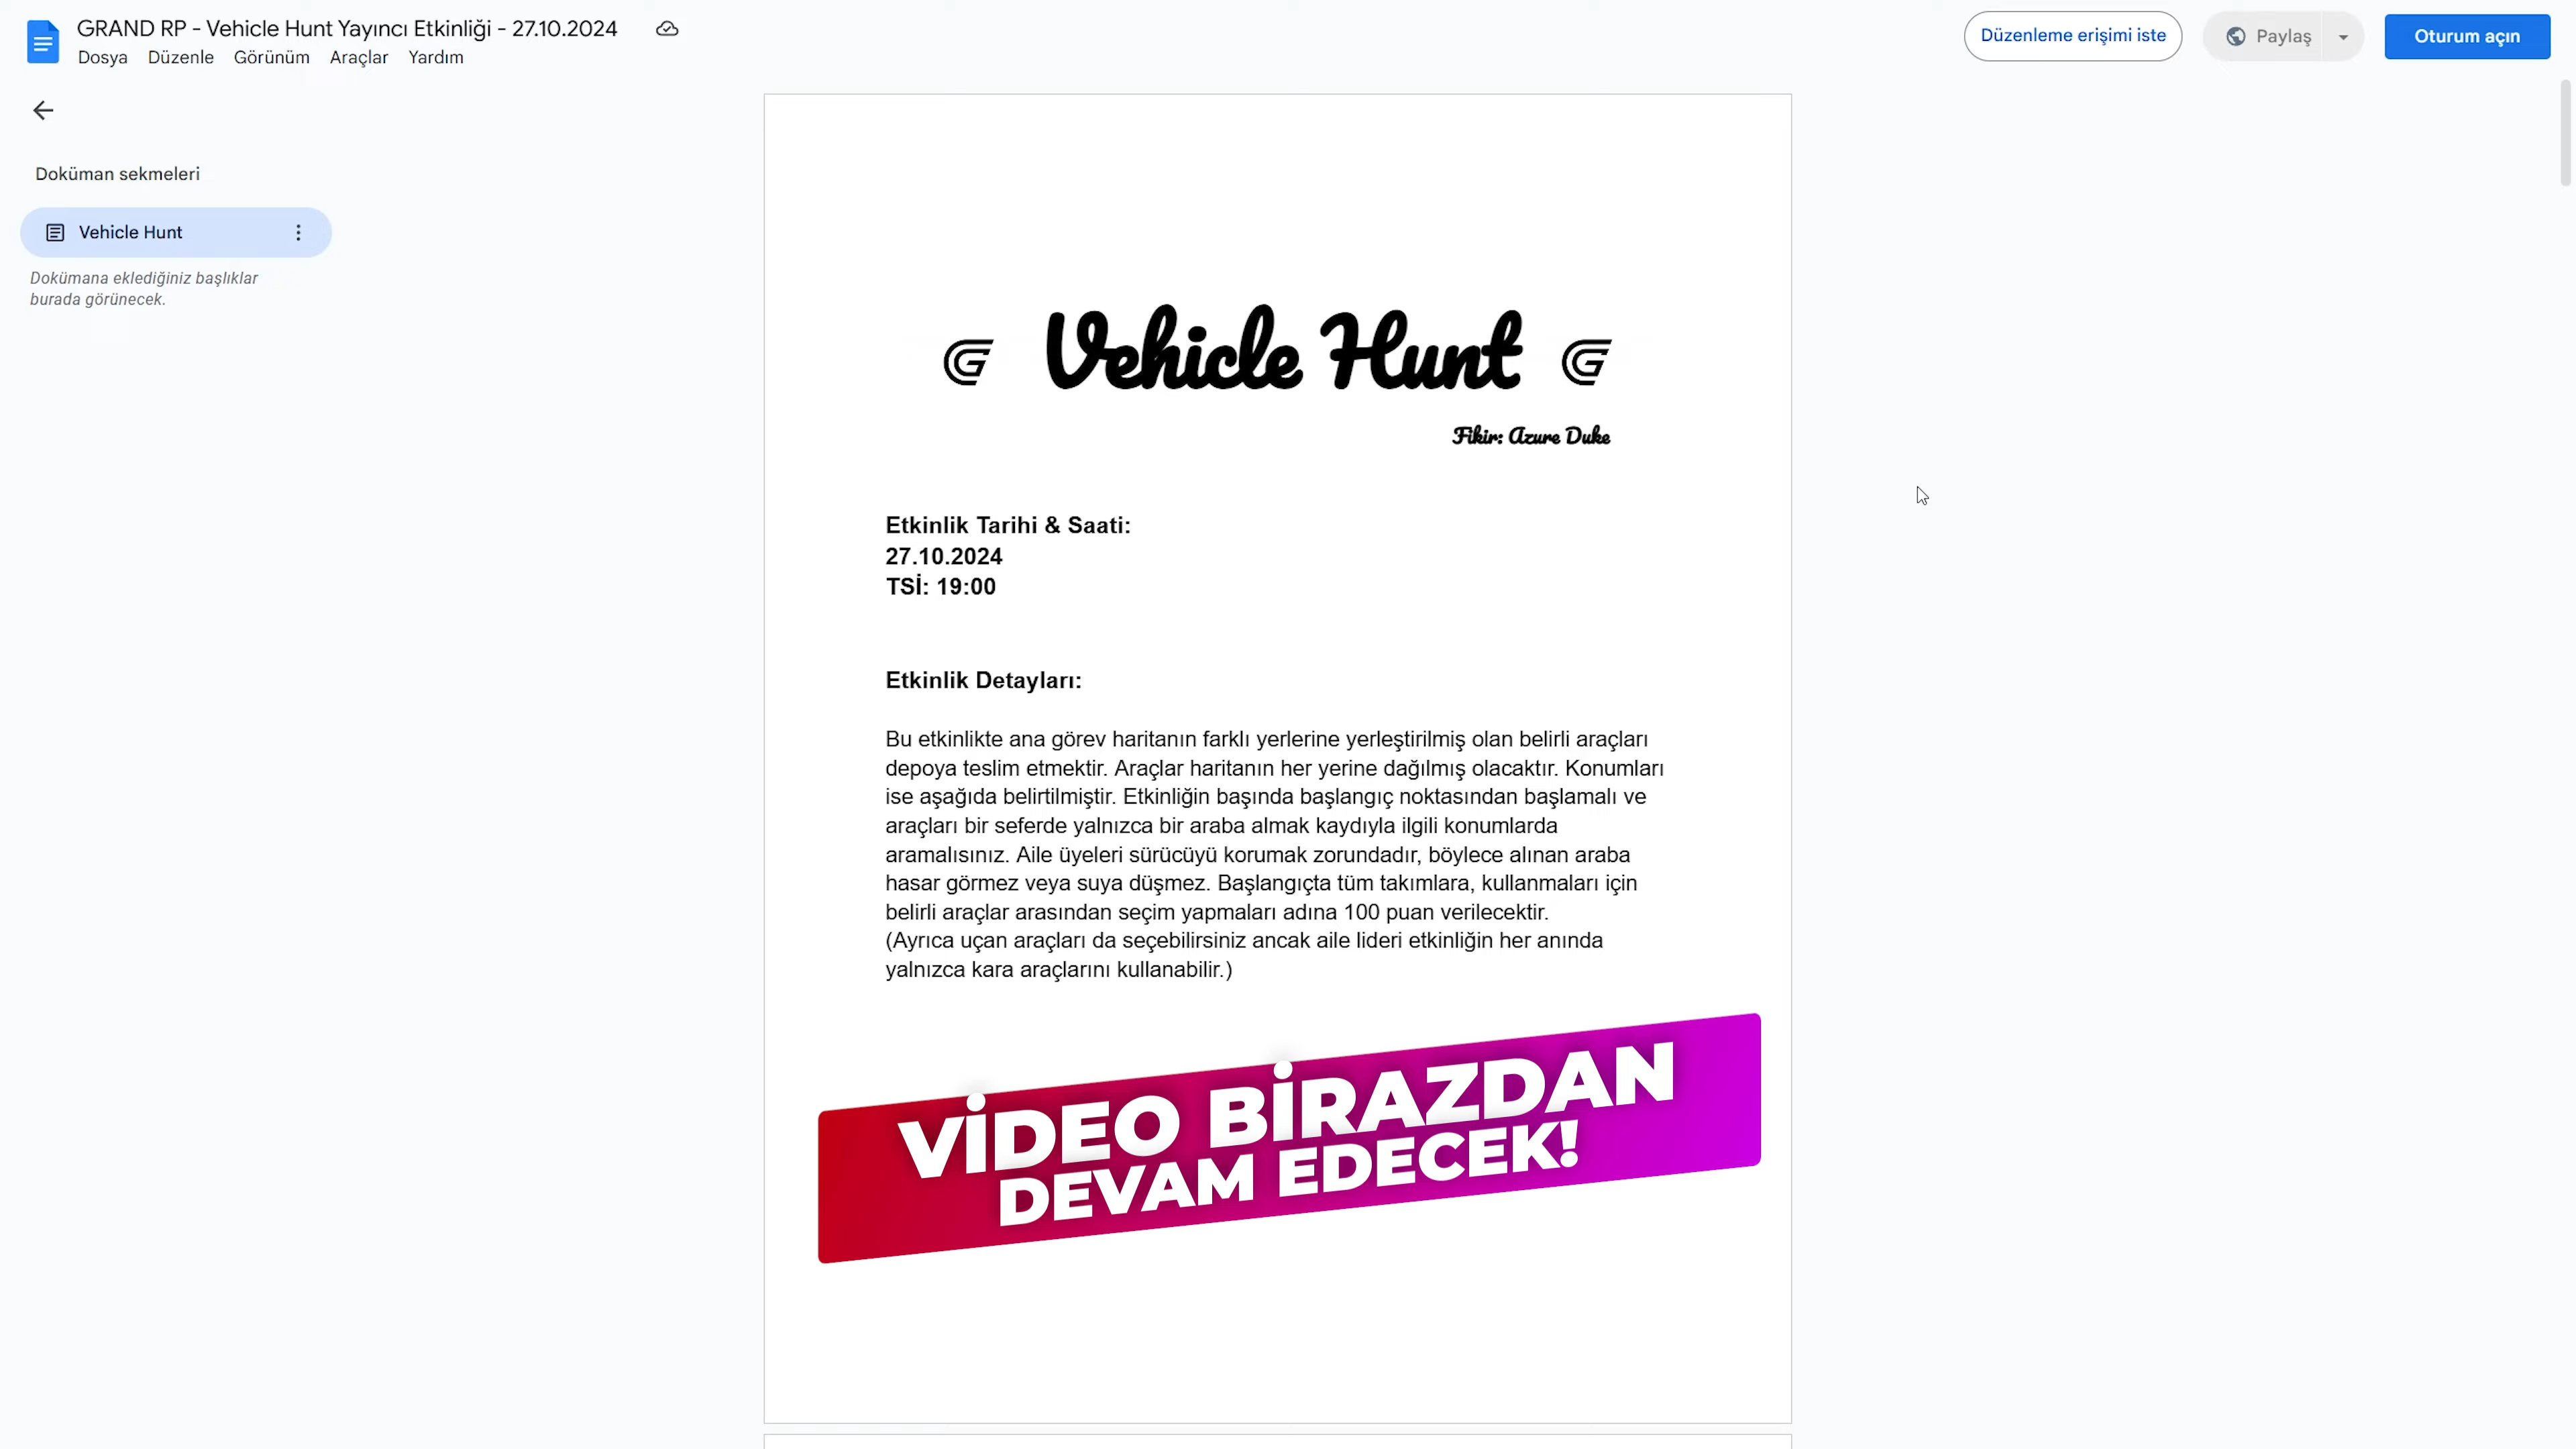 GRAND RP - Vehicle Hunt Yayıncı Etkinliği - 27.10.2024
Dosya Düzenle Görünüm Araçlar Yardım
Düzenleme erişimi iste
Paylaş
Oturum açın
Doküman sekmeleri
Vehicle Hunt
Dokümana eklediğiniz başlıklar
burada görünecek.
Vehicle Hunt
Fikir: Azure Duke
Etkinlik Tarihi & Saati:
27.10.2024
TSİ: 19:00
Etkinlik Detayları:
Bu etkinlikte ana görev haritanın farklı yerlerine yerleştirilmiş olan belirli araçları
depoya teslim etmektir. Araçlar haritanın her yerine dağılmış olacaktır. Konumları
ise aşağıda belirtilmiştir. Etkinliğin başında başlangıç noktasından başlamalı ve
araçları bir seferde yalnızca bir araba almak kaydıyla ilgili konumlarda
aramalısınız. Aile üyeleri sürücüyü korumak zorundadır, böylece alınan araba
hasar görmez veya suya düşmez. Başlangıçta tüm takımlara, kullanmaları için
belirli araçlar arasından seçim yapmaları adına 100 puan verilecektir.
(Ayrıca uçan araçları da seçebilirsiniz ancak aile lideri etkinliğin her anında
yalnızca kara araçlarını kullanabilir.)
VİDEO BİRAZDAN
DEVAM EDECEK!